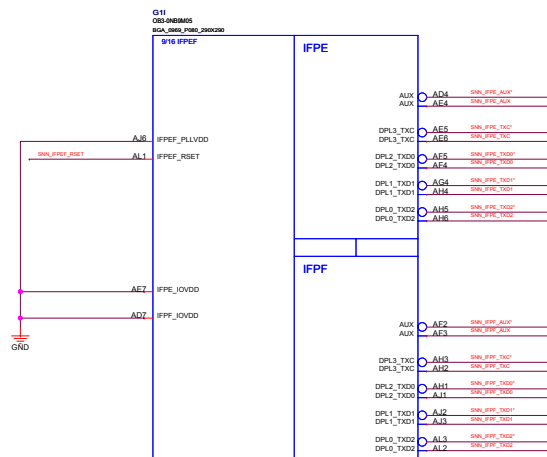 G1I
OB3-0NB9M05
BGA_0969_P080_290X290
9/16 IFPEF
IFPE
AUX AD4 SNN_IFPE_AUX*
AUX AE4 SNN_IFPE_AUX
DPL3_TXC AE5 SNN_IFPE_TXC*
DPL3_TXC AE6 SNN_IFPE_TXC
AJ6 IFPEF_PLLVDD
SNN_IFPEF_RSET AL1 IFPEF_RSET
DPL2_TXD0 AF5 SNN_IFPE_TXD0*
DPL2_TXD0 AF4 SNN_IFPE_TXD0
DPL1_TXD1 AG4 SNN_IFPE_TXD1*
DPL1_TXD1 AH4 SNN_IFPE_TXD1
DPL0_TXD2 AH5 SNN_IFPE_TXD2*
DPL0_TXD2 AH6 SNN_IFPE_TXD2
IFPF
AE7 IFPE_IOVDD
AD7 IFPF_IOVDD
GND
AUX AF2 SNN_IFPF_AUX*
AUX AF3 SNN_IFPF_AUX
DPL3_TXC AH3 SNN_IFPF_TXC*
DPL3_TXC AH2 SNN_IFPF_TXC
DPL2_TXD0 AH1 SNN_IFPF_TXD0*
DPL2_TXD0 AJ1 SNN_IFPF_TXD0
DPL1_TXD1 AJ2 SNN_IFPF_TXD1*
DPL1_TXD1 AJ3 SNN_IFPF_TXD1
DPL0_TXD2 AL3 SNN_IFPF_TXD2*
DPL0_TXD2 AL2 SNN_IFPF_TXD2